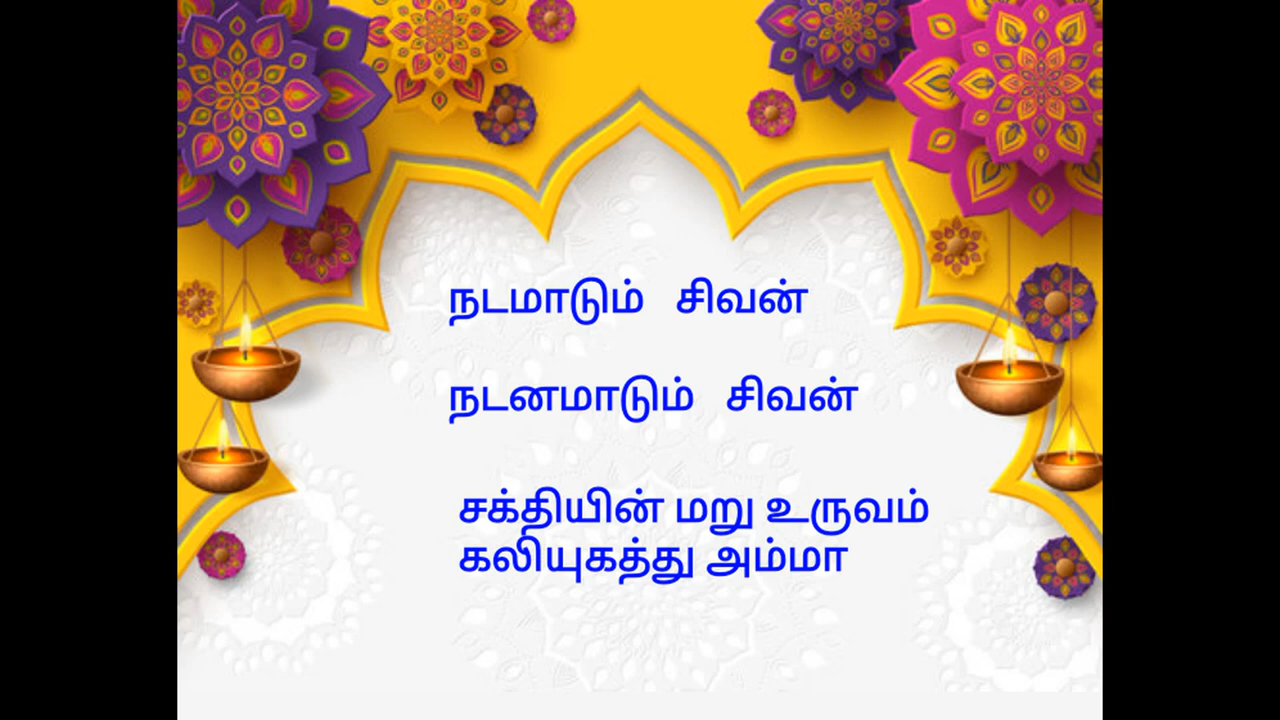 நடமாடும் சிவன்
நடனமாடும் சிவன்
சக்தியின் மறு உருவம்
கலியுகத்து அம்மா